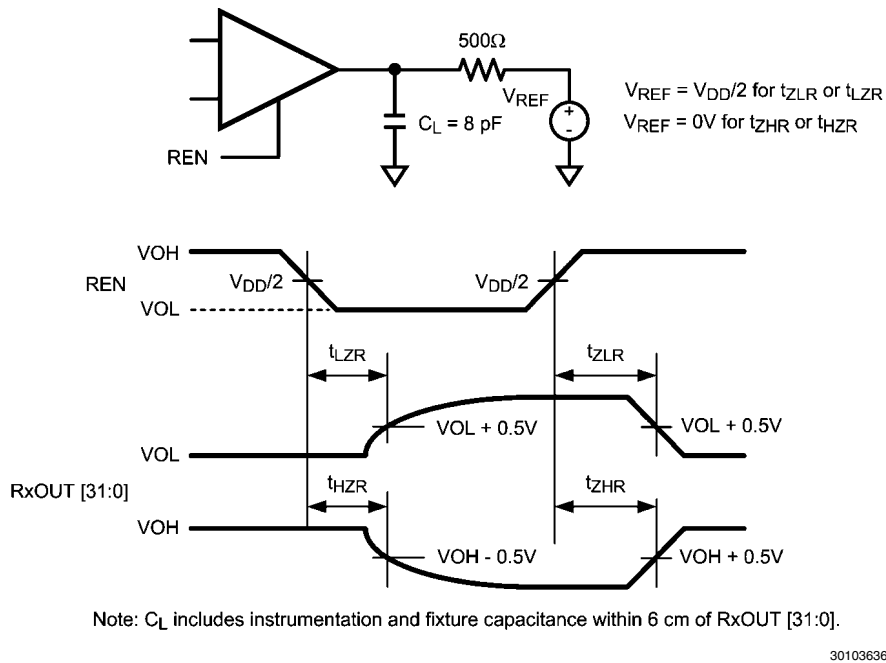 500Ω
VREF
VREF = VDD/2 for tZLR or tLZR
CL = 8 pF
VREF = 0V for tZHR or tHZR
+
-
REN
VOH
REN
VDD/2
VDD/2
VOL
tLZR
tZLR
VOL + 0.5V
VOL + 0.5V
VOL
RxOUT [31:0]
tHZR
tZHR
VOH
VOH - 0.5V
VOH + 0.5V
Note: CL includes instrumentation and fixture capacitance within 6 cm of RxOUT [31:0].
30103636